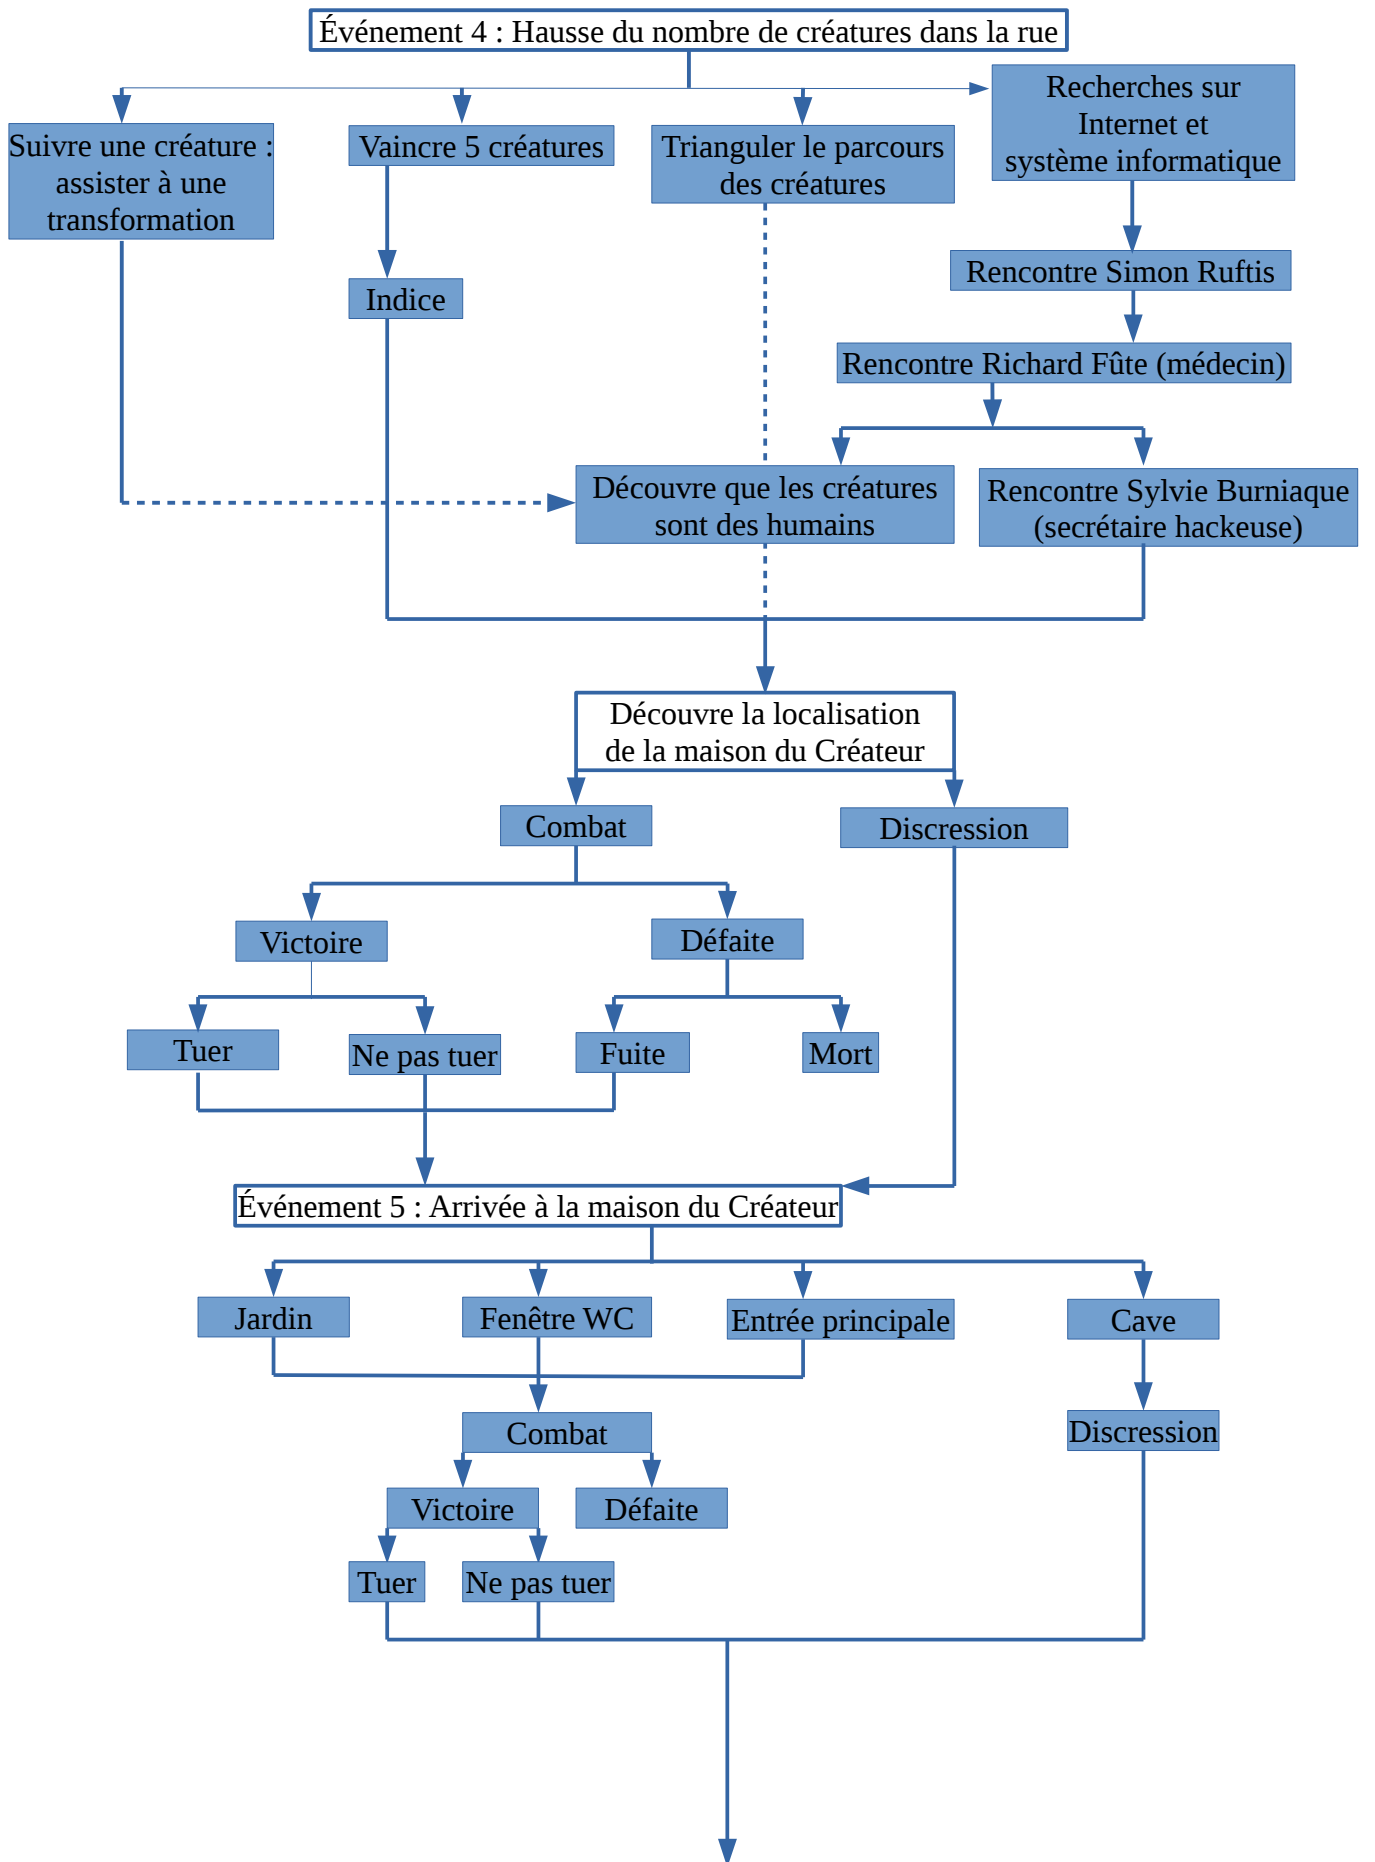 Événement 4 : Hausse du nombre de créatures dans la rue
Suivre une créature :
assister à une
transformation
Vaincre 5 créatures
Trianguler le parcours
des créatures
Recherches sur
Internet et
système informatique
Indice
Rencontre Simon Ruftis
Rencontre Richard Fûte (médecin)
Découvre que les créatures
sont des humains
Rencontre Sylvie Burniaque
(secrétaire hackeuse)
Découvre la localisation
de la maison du Créateur
Combat
Discression
Victoire
Défaite
Tuer
Ne pas tuer
Fuite
Mort
Événement 5 : Arrivée à la maison du Créateur
Jardin
Fenêtre WC
Entrée principale
Cave
Combat
Discression
Victoire
Défaite
Tuer
Ne pas tuer